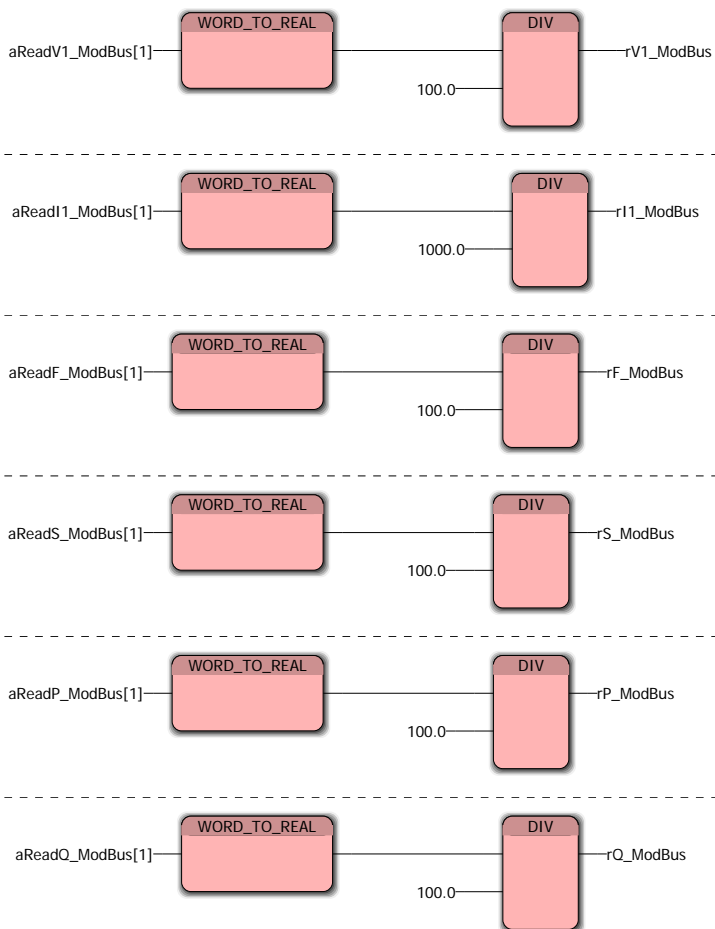 WORD_TO_REAL DIV
aReadV1_ModBus[1] rV1_ModBus
100.0
WORD_TO_REAL DIV
aReadI1_ModBus[1] rI1_ModBus
1000.0
WORD_TO_REAL DIV
aReadF_ModBus[1] rF_ModBus
100.0
WORD_TO_REAL DIV
aReadS_ModBus[1] rS_ModBus
100.0
WORD_TO_REAL DIV
aReadP_ModBus[1] rP_ModBus
100.0
WORD_TO_REAL DIV
aReadQ_ModBus[1] rQ_ModBus
100.0